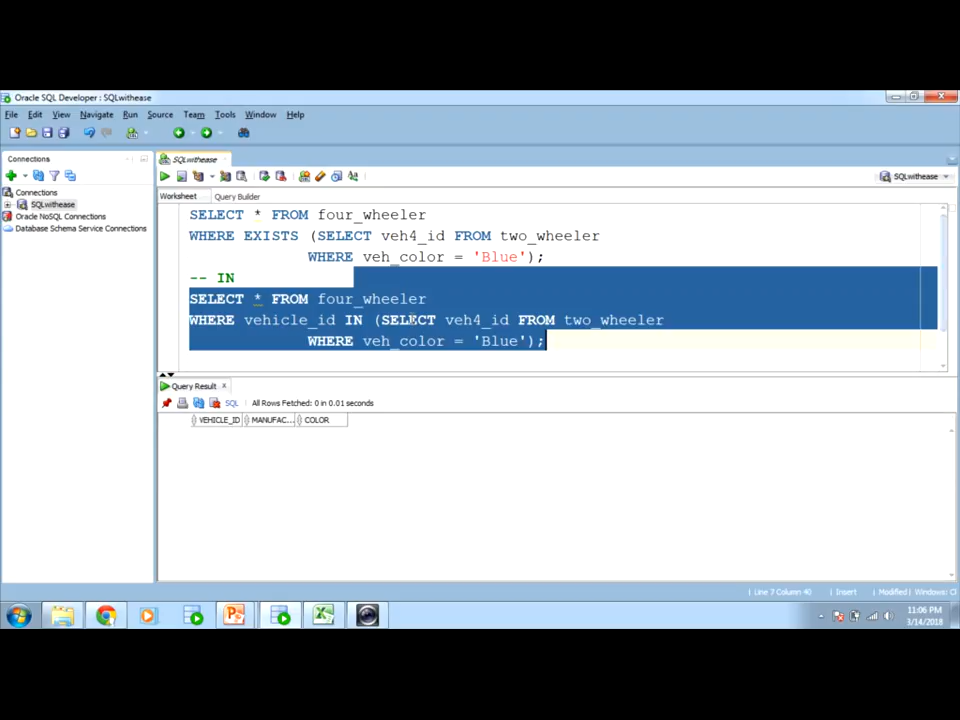 Oracle SQL Developer : SQLwithease
File Edit View Navigate Run Source Team Tools Window Help
Connections
SQLwithease
SQLwithease
Connections
SQLwithease
Oracle NoSQL Connections
Database Schema Service Connections
Worksheet Query Builder
SELECT * FROM four_wheeler
WHERE EXISTS (SELECT veh4_id FROM two_wheeler
WHERE veh_color = 'Blue');
-- IN
SELECT * FROM four_wheeler
WHERE vehicle_id IN (SELECT veh4_id FROM two_wheeler
WHERE veh_color = 'Blue');
Query Result x
SQL All Rows Fetched: 0 in 0.01 seconds
VEHICLE_ID MANUFAC... COLOR
Line 7 Column 40 Insert Modified Windows: Cl
11:06 PM
3/14/2018